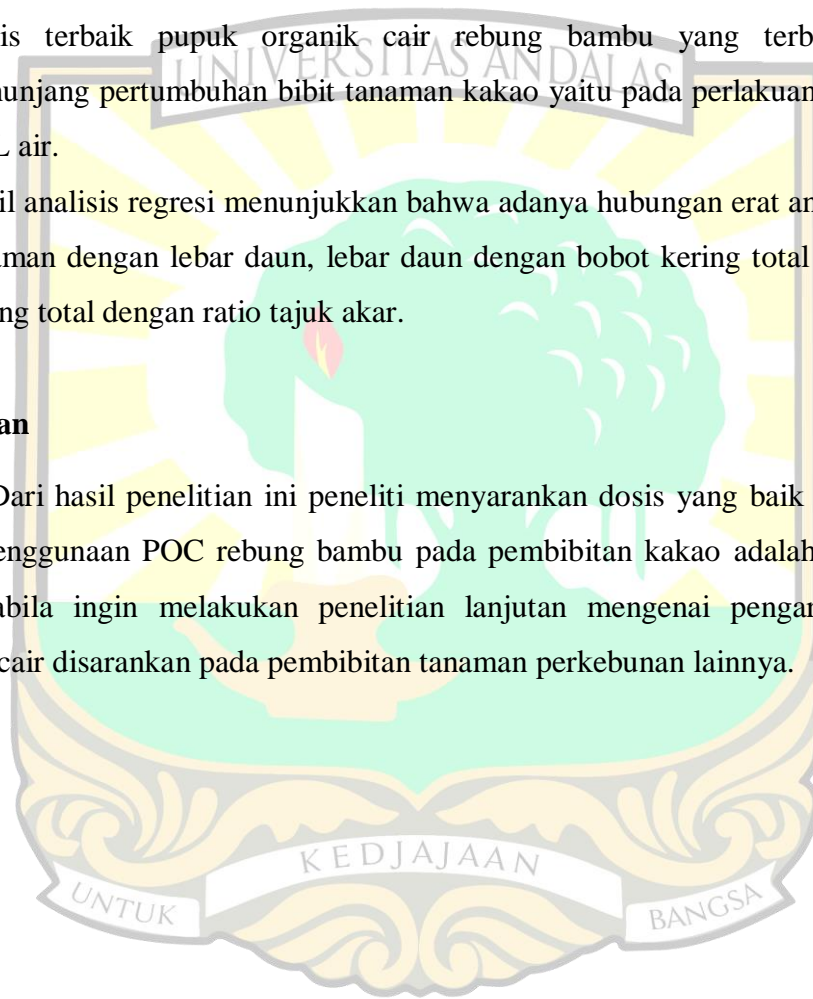 is terbaik pupuk organik cair rebung bambu yang terb
UNIVERSITAS ANDALAS
nunjang pertumbuhan bibit tanaman kakao yaitu pada perlakuan
L air.
il analisis regresi menunjukkan bahwa adanya hubungan erat an
aman dengan lebar daun, lebar daun dengan bobot kering total
ng total dengan ratio tajuk akar.
an
Dari hasil penelitian ini peneliti menyarankan dosis yang baik
enggunaan POC rebung bambu pada pembibitan kakao adalah
abila ingin melakukan penelitian lanjutan mengenai pengar
cair disarankan pada pembibitan tanaman perkebunan lainnya.
UNTUK KEDJAJAAN BANGSA